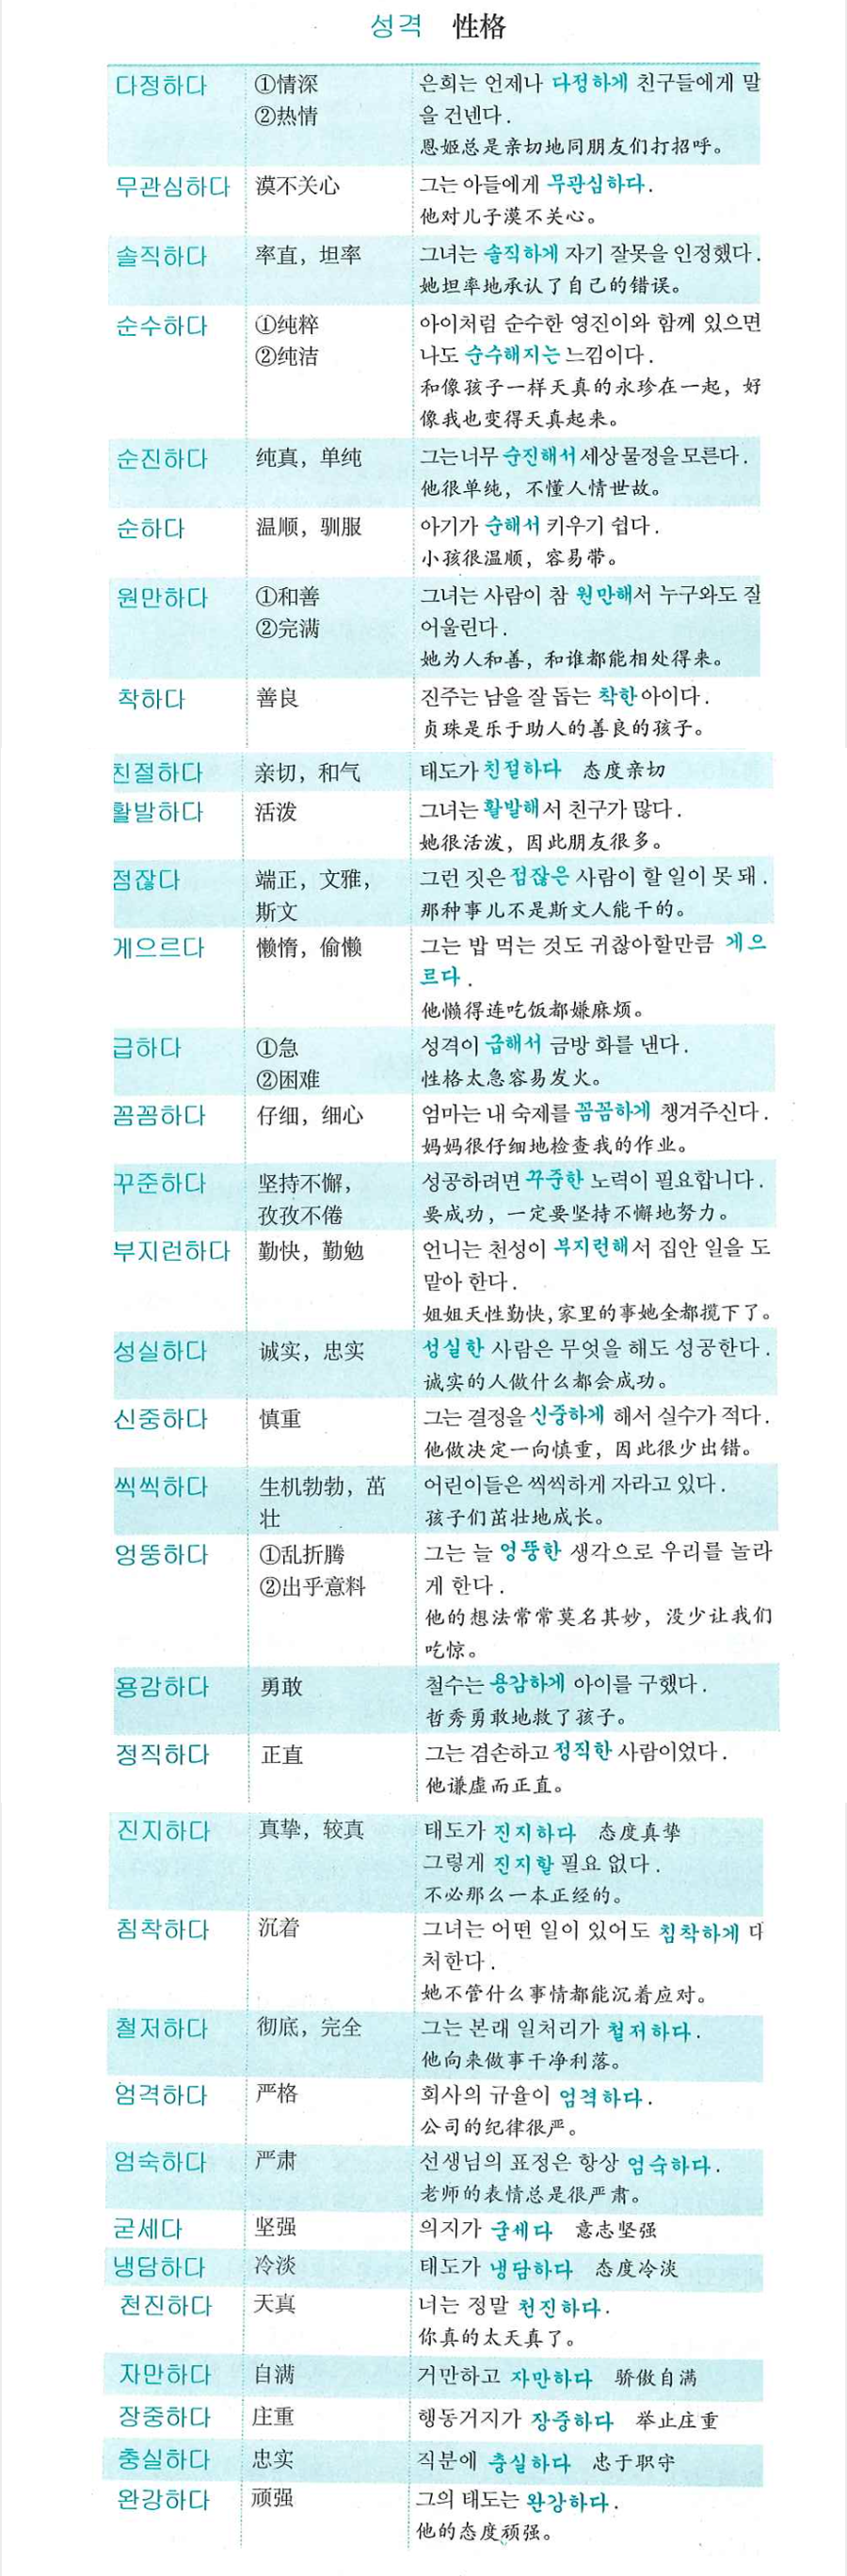 성격 性格
다정하다 ①情深 은희는 언제나 다정하게 친구들에게 말
②热情 을 건넨다.
恩姬总是亲切地同朋友们打招呼。
무관심하다 漠不关心 그는 아들에게 무관심하다.
他对儿子漠不关心。
솔직하다 率直，坦率 그녀는 솔직하게 자기 잘못을 인정했다.
她坦率地承认了自己的错误。
순수하다 ①纯粹 아이처럼 순수한 영진이와 함께 있으면
②纯洁 나도 순수해지는 느낌이다.
和像孩子一样天真的永珍在一起，好
像我也变得天真起来。
순진하다 纯真，单纯 그는 너무 순진해서 세상 물정을 모른다.
他很单纯，不懂人情世故。
순하다 温顺，驯服 아기가 순해서 키우기 쉽다.
小孩很温顺，容易带。
원만하다 ①和善 그녀는 사람이 참 원만해서 누구와도 잘
②完满 어울린다.
她为人和善，和谁都能相处得来。
착하다 善良 진주는 남을 잘 돕는 착한 아이다.
贞珠是乐于助人的善良的孩子。
친절하다 亲切，和气 태도가 친절하다 态度亲切
활발하다 活泼 그녀는 활발해서 친구가 많다.
她很活泼，因此朋友很多。
점잖다 端正，文雅， 그런 짓은 점잖은 사람이 할 일이 못 돼.
斯文 那种事儿不是斯文人能干的。
게으르다 懒惰，偷懒 그는 밥 먹는 것도 귀찮아할만큼 게으
르다.
他懒得连吃饭都嫌麻烦。
급하다 ①急 성격이 급해서 금방 화를 낸다.
②困难 性格太急容易发火。
꼼꼼하다 仔细，细心 엄마는 내 숙제를 꼼꼼하게 챙겨주신다.
妈妈很仔细地检查我的作业。
꾸준하다 坚持不懈， 성공하려면 꾸준한 노력이 필요합니다.
孜孜不倦 要成功，一定要坚持不懈地努力。
부지런하다 勤快，勤勉 언니는 천성이 부지런해서 집안 일을 도
맡아 한다.
姐姐天性勤快，家里的事她全都揽下了。
성실하다 诚实，忠实 성실한 사람은 무엇을 해도 성공한다.
诚实的人做什么都会成功。
신중하다 慎重 그는 결정을 신중하게 해서 실수가 적다.
他做决定一向慎重，因此很少出错。
씩씩하다 生机勃勃，茁 어린이들은 씩씩하게 자라고 있다.
壮 孩子们茁壮地成长。
엉뚱하다 ①乱折腾 그는 늘 엉뚱한 생각으로 우리를 놀라
②出乎意料 게 한다.
他的想法常常莫名其妙，没少让我们
吃惊。
용감하다 勇敢 철수는 용감하게 아이를 구했다.
哲秀勇敢地救了孩子。
정직하다 正直 그는 겸손하고 정직한 사람이었다.
他谦虚而正直。
진지하다 真挚，较真 태도가 진지하다 态度真挚
그렇게 진지할 필요 없다.
不必那么一本正经的。
침착하다 沉着 그녀는 어떤 일이 있어도 침착하게 대
처한다.
她不管什么事情都能沉着应对。
철저하다 彻底，完全 그는 본래 일처리가 철저하다.
他向来做事干净利落。
엄격하다 严格 회사의 규율이 엄격하다.
公司的纪律很严。
엄숙하다 严肃 선생님의 표정은 항상 엄숙하다.
老师的表情总是很严肃。
굳세다 坚强 의지가 굳세다 意志坚强
냉담하다 冷淡 태도가 냉담하다 态度冷淡
천진하다 天真 너는 정말 천진하다.
你真的太天真了。
자만하다 自满 거만하고 자만하다 骄傲自满
장중하다 庄重 행동거지가 장중하다 举止庄重
충실하다 忠实 직분에 충실하다 忠于职守
완강하다 顽强 그의 태도는 완강하다.
他的态度顽强。